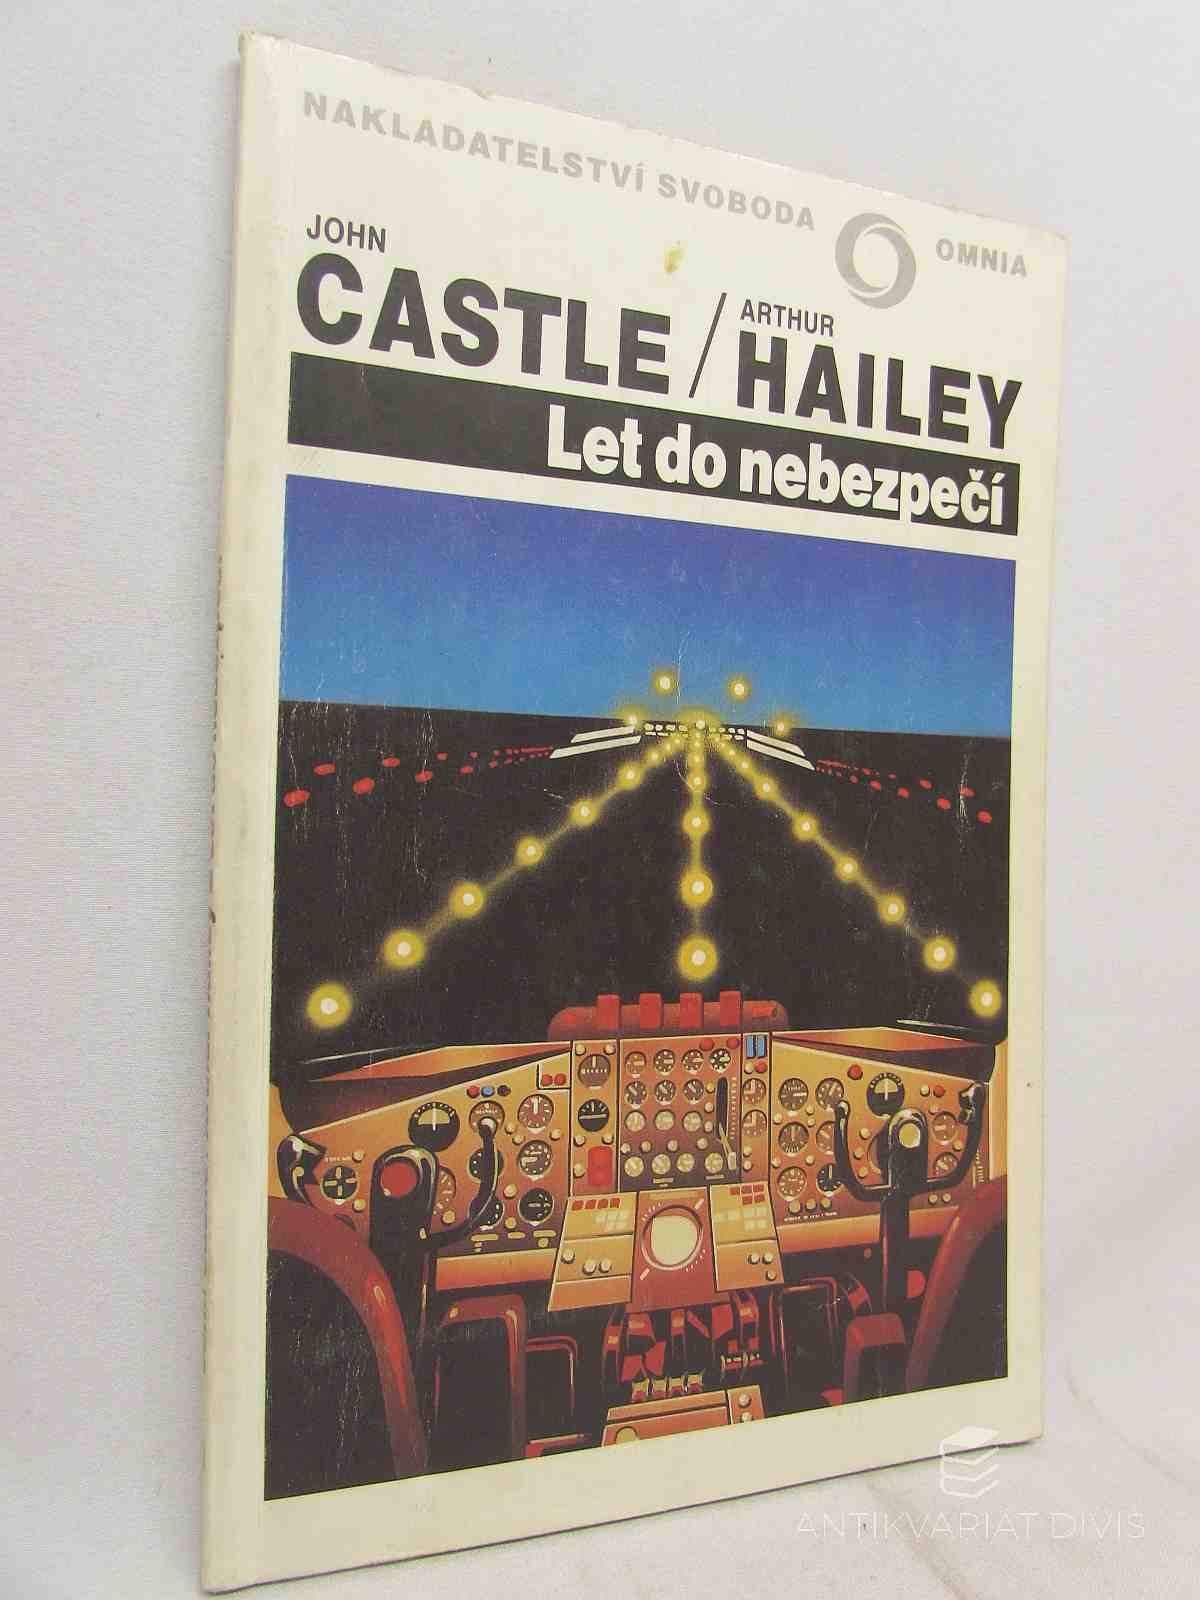 NAKLADATELSTVÍ SVOBODA OMNIA
JOHN
CASTLE / ARTHUR
HAILEY
Let do nebezpečí
ANTIKVARIAT DIVIS